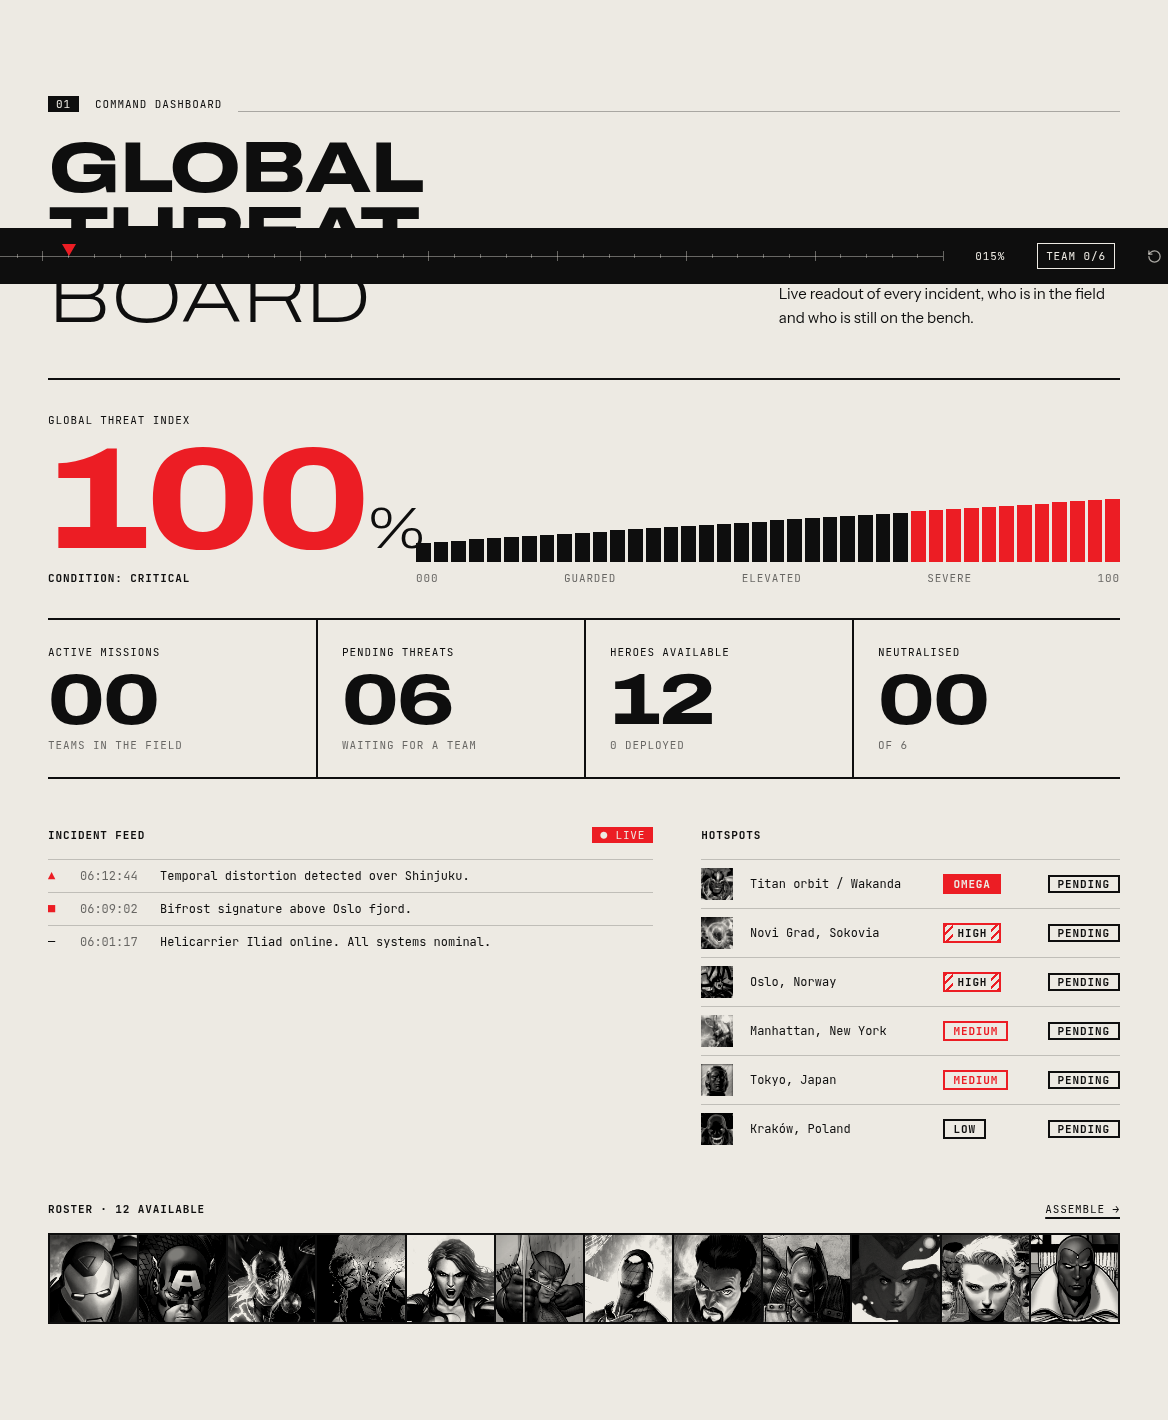 01 COMMAND DASHBOARD
GLOBAL
THREAT
015% TEAM 0/6
BOARD
Live readout of every incident, who is in the field
and who is still on the bench.
GLOBAL THREAT INDEX
100%
CONDITION: CRITICAL
000 GUARDED ELEVATED SEVERE 100
ACTIVE MISSIONS
00
TEAMS IN THE FIELD
PENDING THREATS
06
WAITING FOR A TEAM
HEROES AVAILABLE
12
0 DEPLOYED
NEUTRALISED
00
OF 6
INCIDENT FEED ● LIVE
▲ 06:12:44 Temporal distortion detected over Shinjuku.
■ 06:09:02 Bifrost signature above Oslo fjord.
— 06:01:17 Helicarrier Iliad online. All systems nominal.
HOTSPOTS
Titan orbit / Wakanda OMEGA PENDING
Novi Grad, Sokovia HIGH PENDING
Oslo, Norway HIGH PENDING
Manhattan, New York MEDIUM PENDING
Tokyo, Japan MEDIUM PENDING
Kraków, Poland LOW PENDING
ROSTER · 12 AVAILABLE ASSEMBLE →